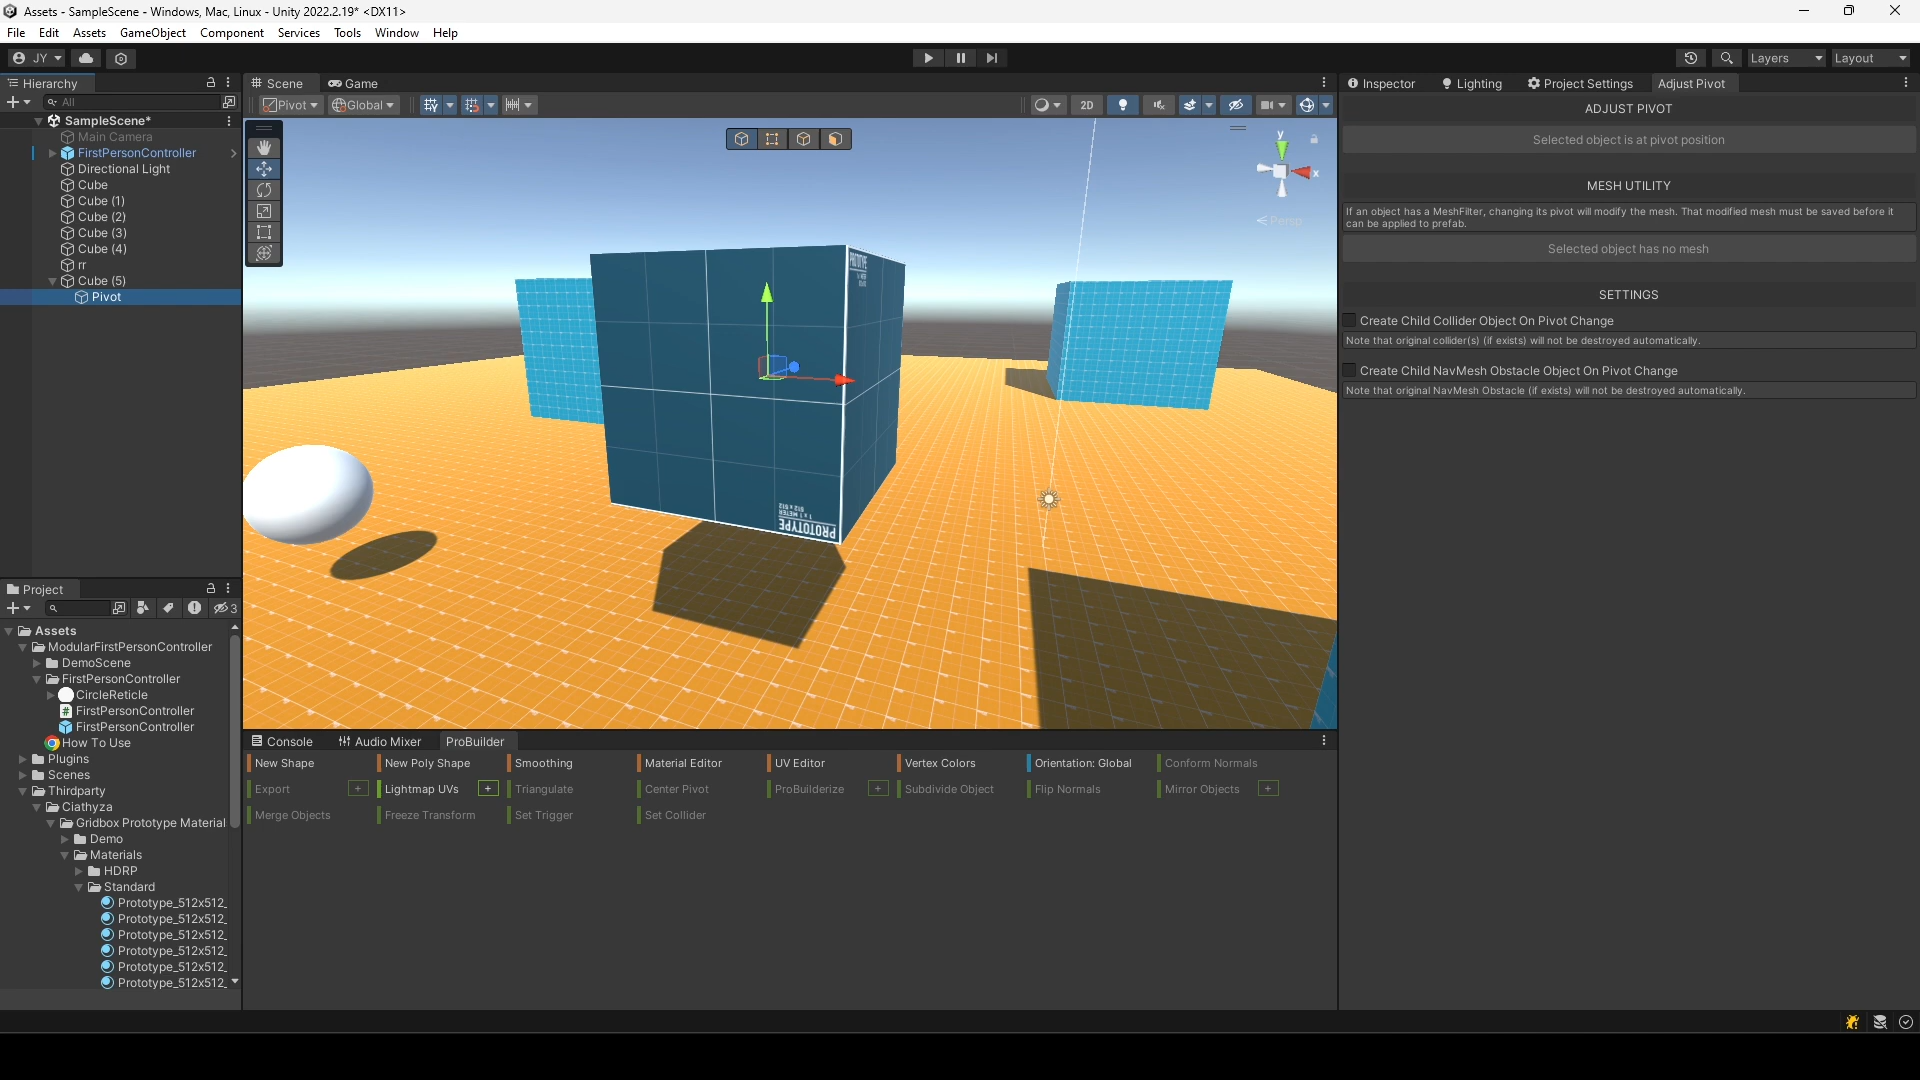 Assets - SampleScene - Windows, Mac, Linux - Unity 2022.2.19* <DX11>
File Edit Assets GameObject Component Services Tools Window Help
JY Layers Layout
Hierarchy
All
SampleScene*
Main Camera
FirstPersonController
Directional Light
Cube
Cube (1)
Cube (2)
Cube (3)
Cube (4)
rr
Cube (5)
Pivot
Scene Game
Pivot Global 2D
y
x
Persp
PROTOTYPE
PROTOTYPE
1 x 1 METER
512 x 512
Inspector Lighting Project Settings Adjust Pivot
ADJUST PIVOT
Selected object is at pivot position
MESH UTILITY
If an object has a MeshFilter, changing its pivot will modify the mesh. That modified mesh must be saved before it
can be applied to prefab.
Selected object has no mesh
SETTINGS
Create Child Collider Object On Pivot Change
Note that original collider(s) (if exists) will not be destroyed automatically.
Create Child NavMesh Obstacle Object On Pivot Change
Note that original NavMesh Obstacle (if exists) will not be destroyed automatically.
Project
3
Assets
ModularFirstPersonController
DemoScene
FirstPersonController
CircleReticle
FirstPersonController
FirstPersonController
How To Use
Plugins
Scenes
Thirdparty
Ciathyza
Gridbox Prototype Material
Demo
Materials
HDRP
Standard
Prototype_512x512_
Prototype_512x512_
Prototype_512x512_
Prototype_512x512_
Prototype_512x512_
Prototype_512x512_
Console Audio Mixer ProBuilder
New Shape New Poly Shape Smoothing Material Editor UV Editor Vertex Colors Orientation: Global Conform Normals
Export + Lightmap UVs + Triangulate Center Pivot ProBuilderize + Subdivide Object Flip Normals Mirror Objects +
Merge Objects Freeze Transform Set Trigger Set Collider